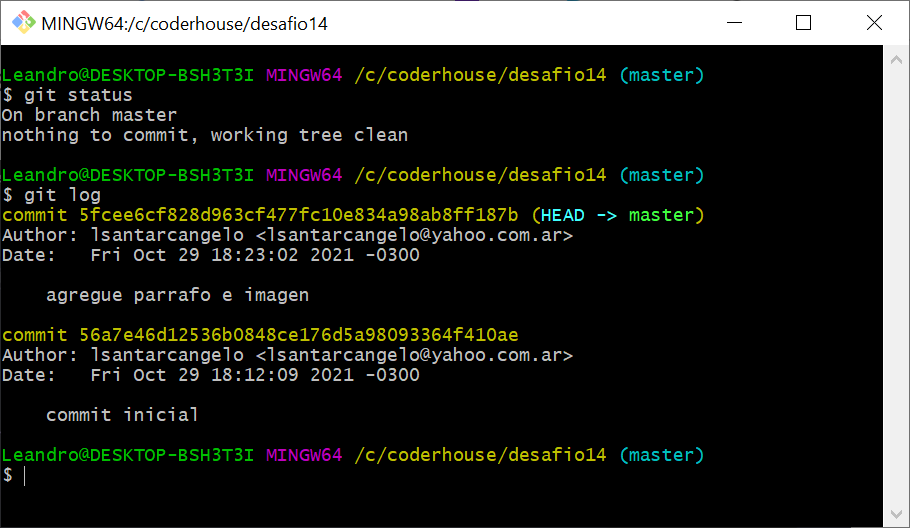 MINGW64:/c/coderhouse/desafio14
Leandro@DESKTOP-BSH3T3I MINGW64 /c/coderhouse/desafio14 (master)
$ git status
On branch master
nothing to commit, working tree clean
Leandro@DESKTOP-BSH3T3I MINGW64 /c/coderhouse/desafio14 (master)
$ git log
commit 5fcee6cf828d963cf477fc10e834a98ab8ff187b (HEAD -> master)
Author: lsantarcangelo <lsantarcangelo@yahoo.com.ar>
Date:   Fri Oct 29 18:23:02 2021 -0300
    agregue parrafo e imagen
commit 56a7e46d12536b0848ce176d5a98093364f410ae
Author: lsantarcangelo <lsantarcangelo@yahoo.com.ar>
Date:   Fri Oct 29 18:12:09 2021 -0300
    commit inicial
Leandro@DESKTOP-BSH3T3I MINGW64 /c/coderhouse/desafio14 (master)
$